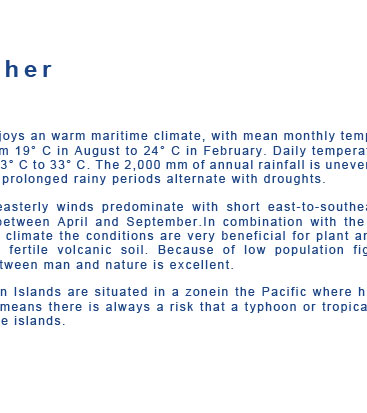 her
joys an warm maritime climate, with mean monthly temp
m 19° C in August to 24° C in February. Daily tempera
3° C to 33° C. The 2,000 mm of annual rainfall is uneve
prolonged rainy periods alternate with droughts.
easterly winds predominate with short east-to-southea
between April and September.In combination with the
climate the conditions are very beneficial for plant a
fertile volcanic soil. Because of low population fig
tween man and nature is excellent.
n Islands are situated in a zonein the Pacific where h
means there is always a risk that a typhoon or tropica
e islands.